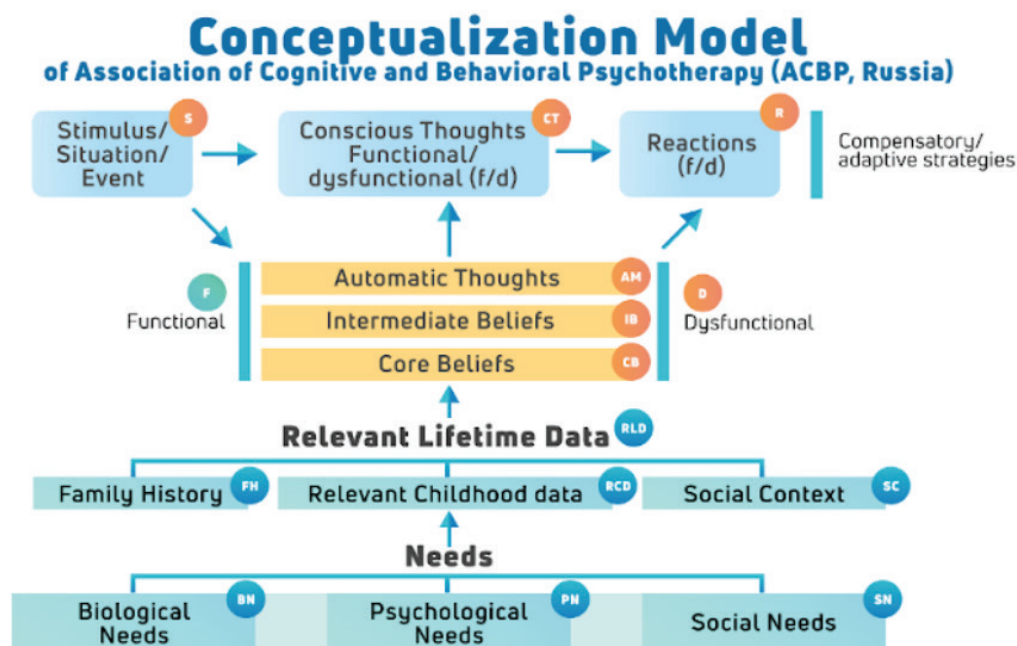 Conceptualization Model
of Association of Cognitive and Behavioral Psychotherapy (ACBP, Russia)
Stimulus/
Situation/
Event
S
Conscious Thoughts
Functional/
dysfunctional (f/d)
CT
Reactions
(f/d)
R
Compensatory/
adaptive strategies
F
Functional
Automatic Thoughts
AM
Intermediate Beliefs
IB
Core Beliefs
CB
D
Dysfunctional
Relevant Lifetime Data
RLD
Family History
FH
Relevant Childhood data
RCD
Social Context
SC
Needs
Biological
Needs
BN
Psychological
Needs
PN
Social Needs
SN